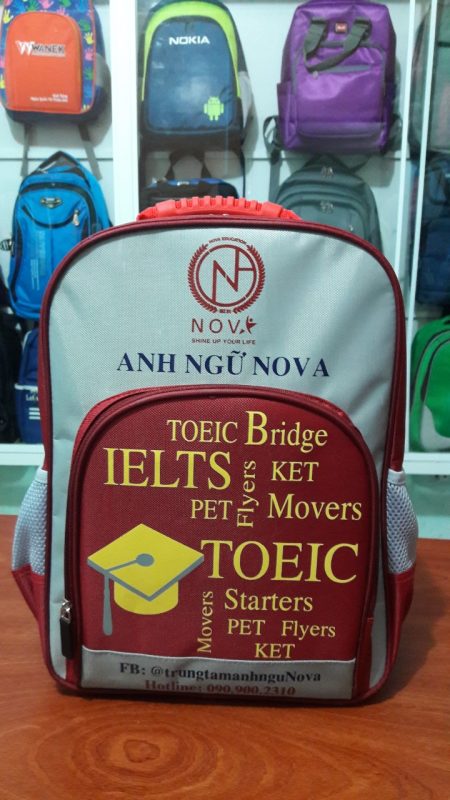 WANEK
NOKIA
NOVA EDUCATION
NOVA
SHINE UP YOUR LIFE
ANH NGỮ NOVA
TOEIC Bridge
IELTS
Flyers
KET
PET
Movers
TOEIC
Movers
Starters
PET Flyers
KET
FB: @trungtamanhnguNova
Hotline: 090.900.2310